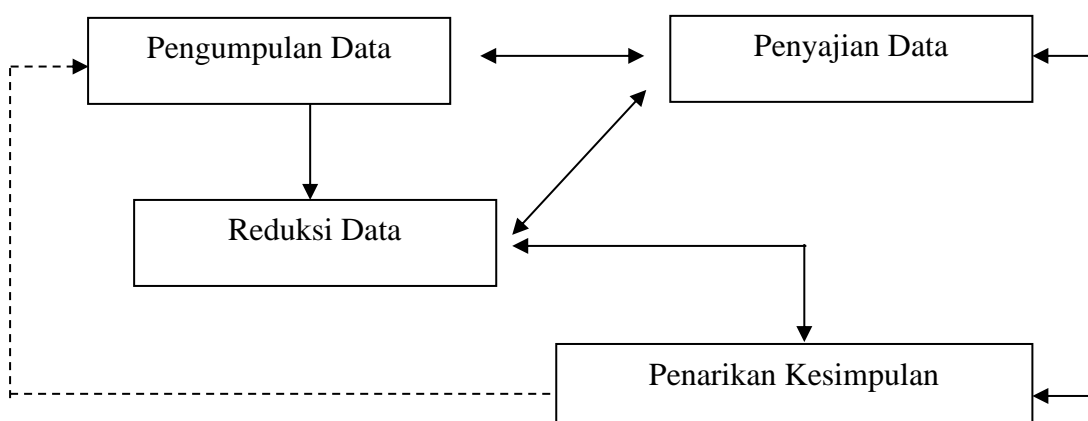 Pengumpulan Data
Penyajian Data
Reduksi Data
Penarikan Kesimpulan